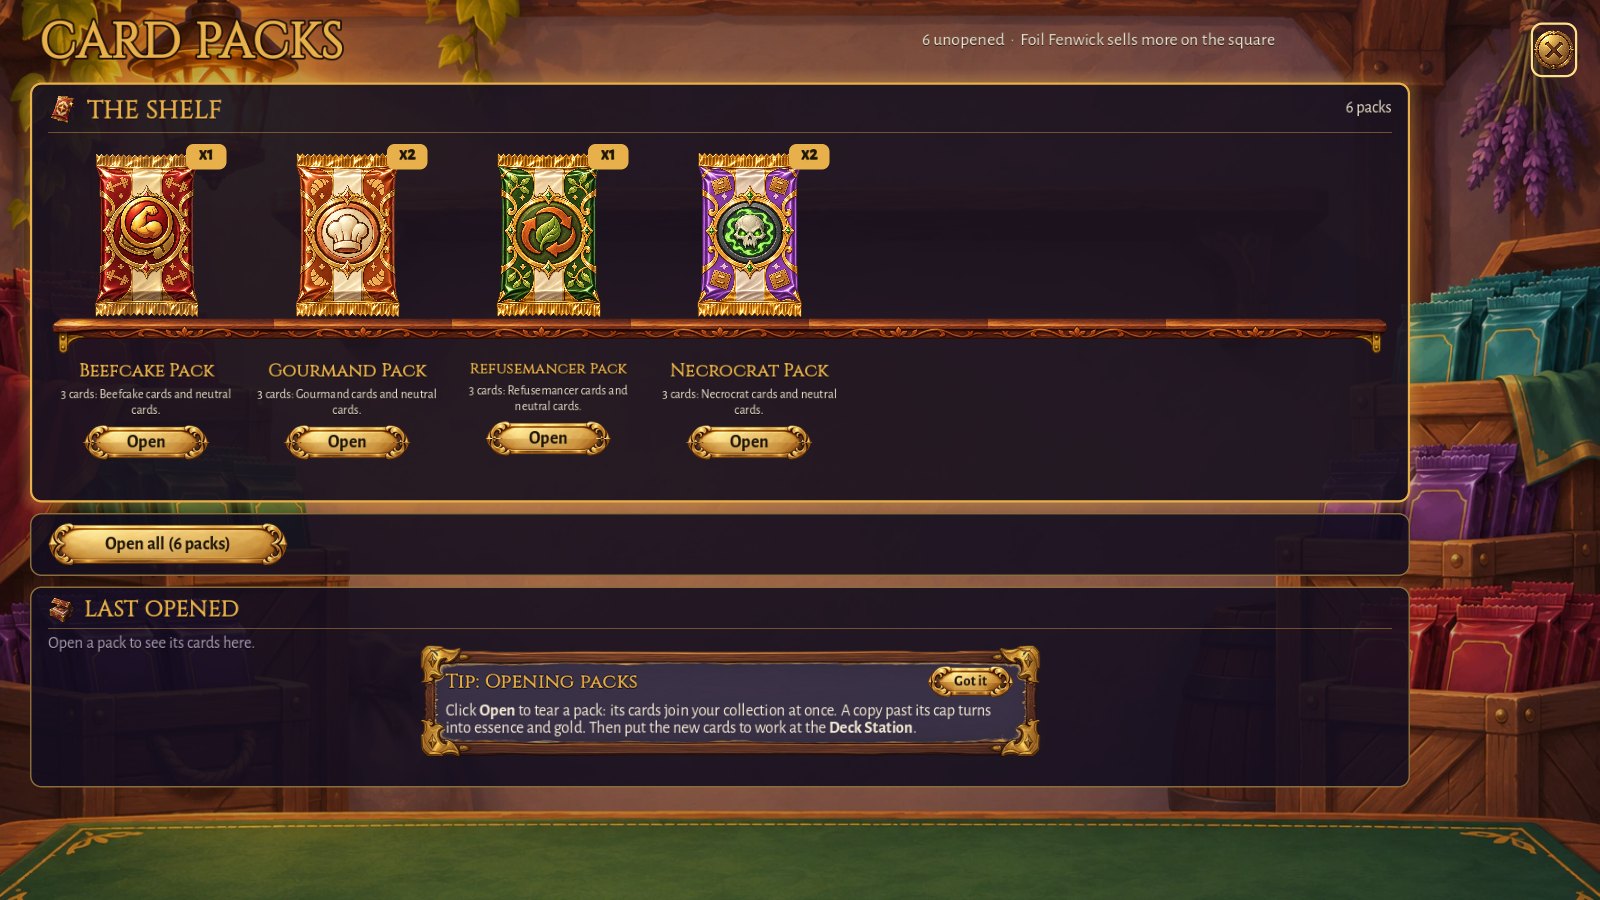 CARD PACKS
6 unopened · Foil Fenwick sells more on the square
THE SHELF
6 packs
X1
X2
X1
X2
BEEFCAKE PACK
3 cards: Beefcake cards and neutral
cards.
Open
GOURMAND PACK
3 cards: Gourmand cards and neutral
cards.
Open
REFUSEMANCER PACK
3 cards: Refusemancer cards and
neutral cards.
Open
NECROCRAT PACK
3 cards: Necrocrat cards and neutral
cards.
Open
Open all (6 packs)
LAST OPENED
Open a pack to see its cards here.
TIP: OPENING PACKS
Got it
Click Open to tear a pack: its cards join your collection at once. A copy past its cap turns
into essence and gold. Then put the new cards to work at the Deck Station.